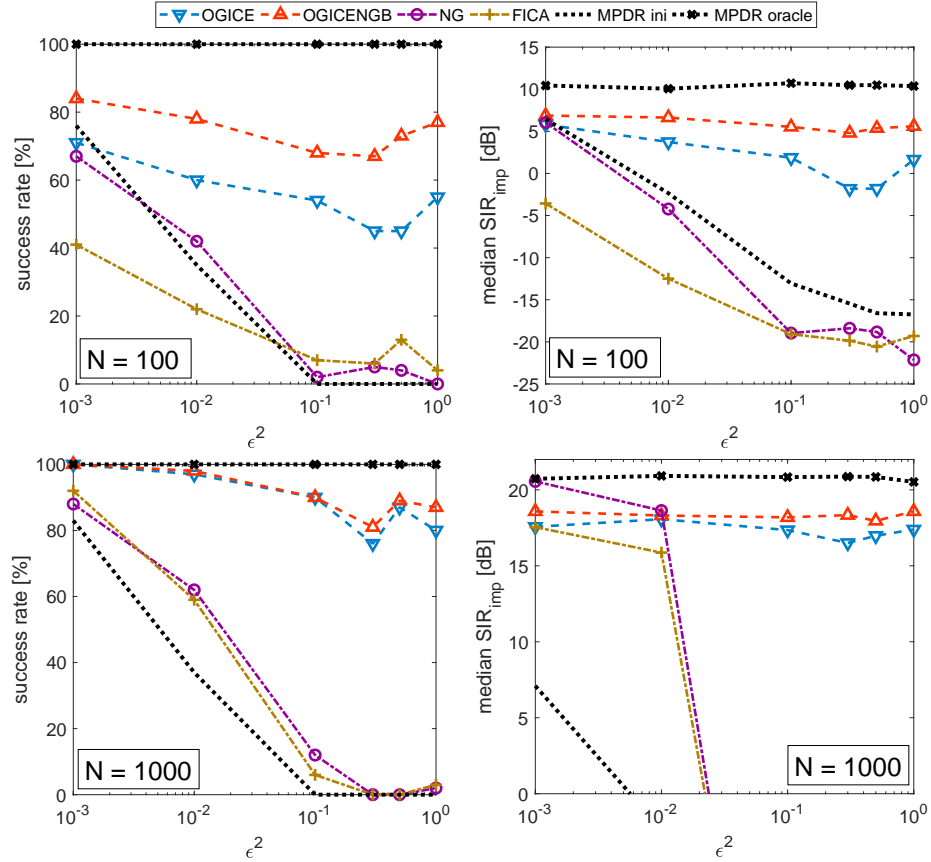 OGICE OGICENGB NG FICA MPDR ini MPDR oracle
success rate [%]
100
80
60
40
20
0
N = 100
10^-3 10^-2 10^-1 10^0
ϵ^2
median SIR_imp [dB]
15
10
5
0
-5
-10
-15
-20
-25
N = 100
10^-3 10^-2 10^-1 10^0
ϵ^2
success rate [%]
100
80
60
40
20
0
N = 1000
10^-3 10^-2 10^-1 10^0
ϵ^2
median SIR_imp [dB]
20
15
10
5
0
N = 1000
10^-3 10^-2 10^-1 10^0
ϵ^2